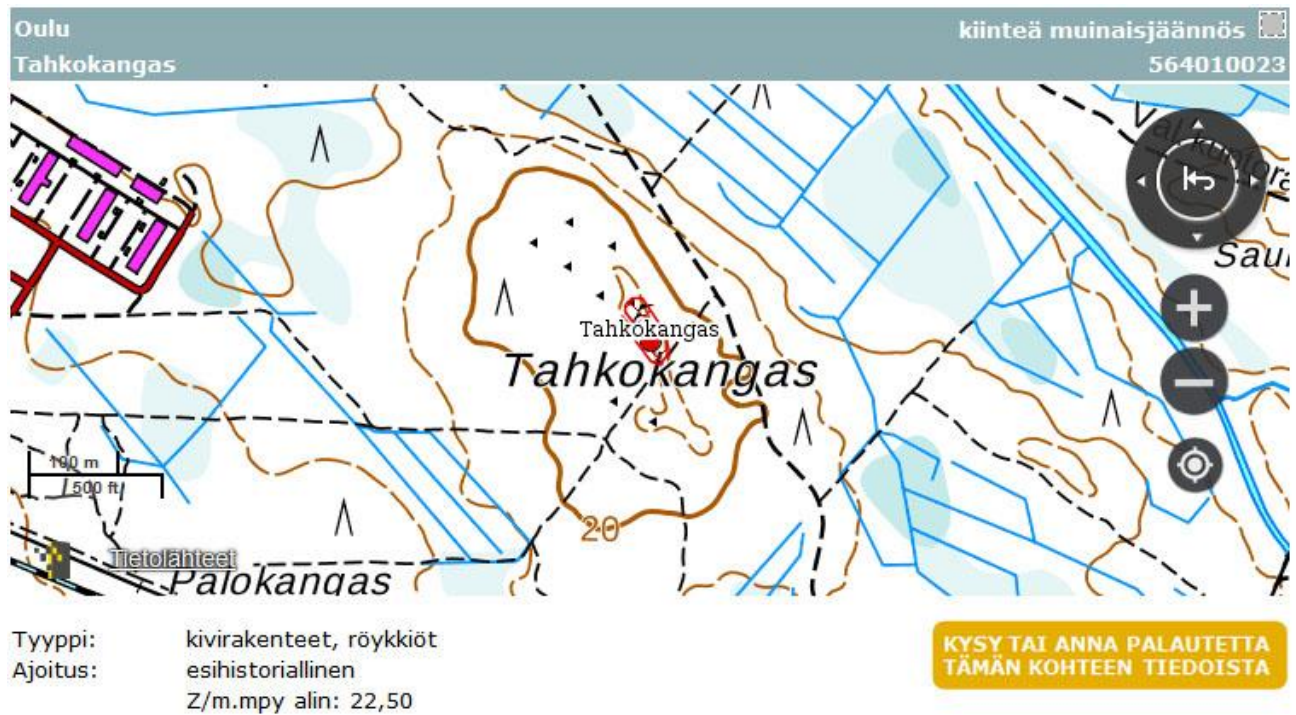 Oulu
kiinteä muinaisjäännös
Tahkokangas
564010023
Sau
Tahkokangas
Tahkokangas
100 m
500 ft
20
Tietolähteet
Palokangas
Tyyppi: kivirakenteet, röykkiöt
Ajoitus: esihistoriallinen
Z/m.mpy alin: 22,50
KYSY TAI ANNA PALAUTETTA
TÄMÄN KOHTEEN TIEDOISTA